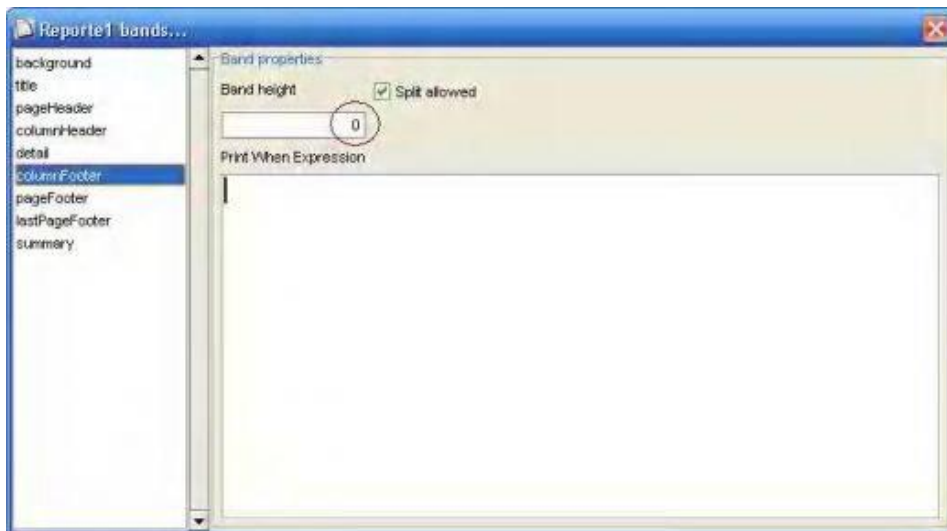 Reporte1 bands...
background
title
pageHeader
columnHeader
detail
columnFooter
pageFooter
lastPageFooter
summary
Band properties
Band height
Split allowed
0
Print When Expression